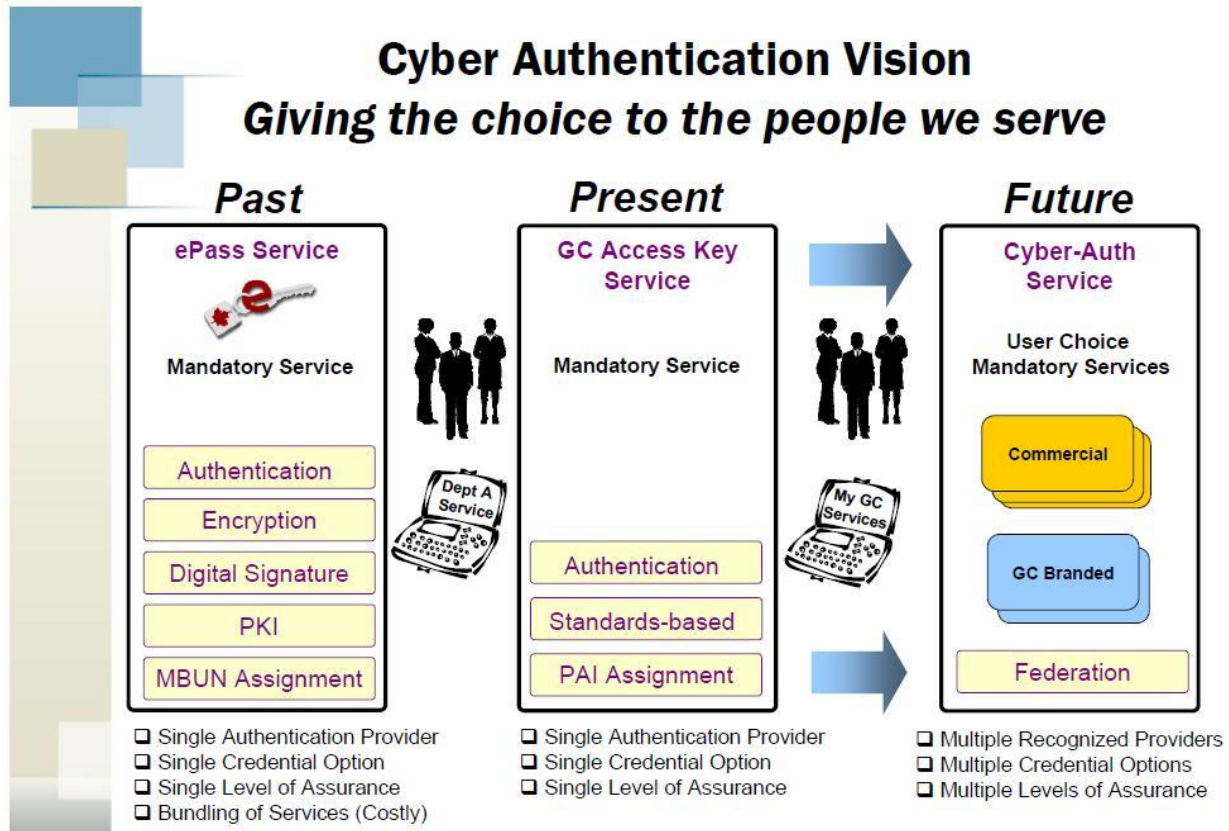 Cyber Authentication Vision
Giving the choice to the people we serve
Past
ePass Service
e
Mandatory Service
Authentication
Encryption
Digital Signature
PKI
MBUN Assignment
❑ Single Authentication Provider
❑ Single Credential Option
❑ Single Level of Assurance
❑ Bundling of Services (Costly)
Dept A
Service
Present
GC Access Key
Service
Mandatory Service
Authentication
Standards-based
PAI Assignment
❑ Single Authentication Provider
❑ Single Credential Option
❑ Single Level of Assurance
My GC
Services
Future
Cyber-Auth
Service
User Choice
Mandatory Services
Commercial
GC Branded
Federation
❑ Multiple Recognized Providers
❑ Multiple Credential Options
❑ Multiple Levels of Assurance